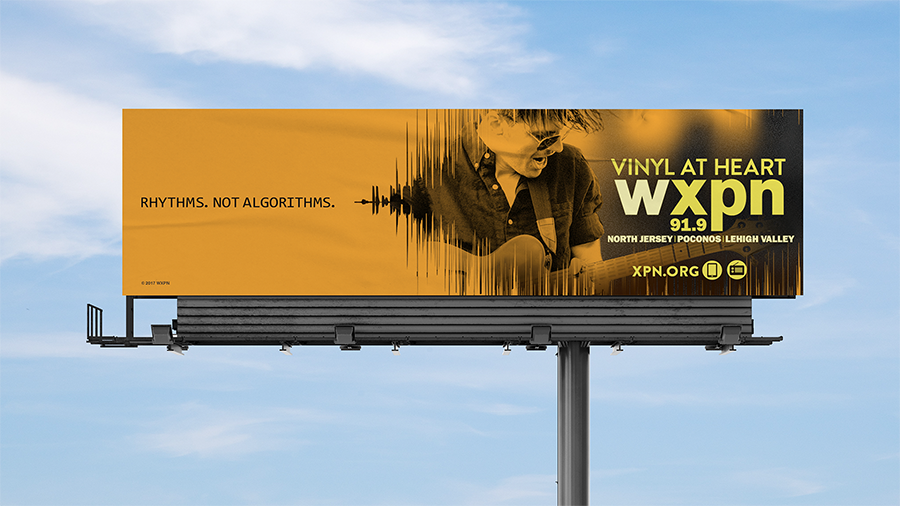 RHYTHMS. NOT ALGORITHMS.
© 2017 WXPN
ViNYL AT HEART
wxpn
91.9
NORTH JERSEY | POCONOS | LEHIGH VALLEY
XPN.ORG